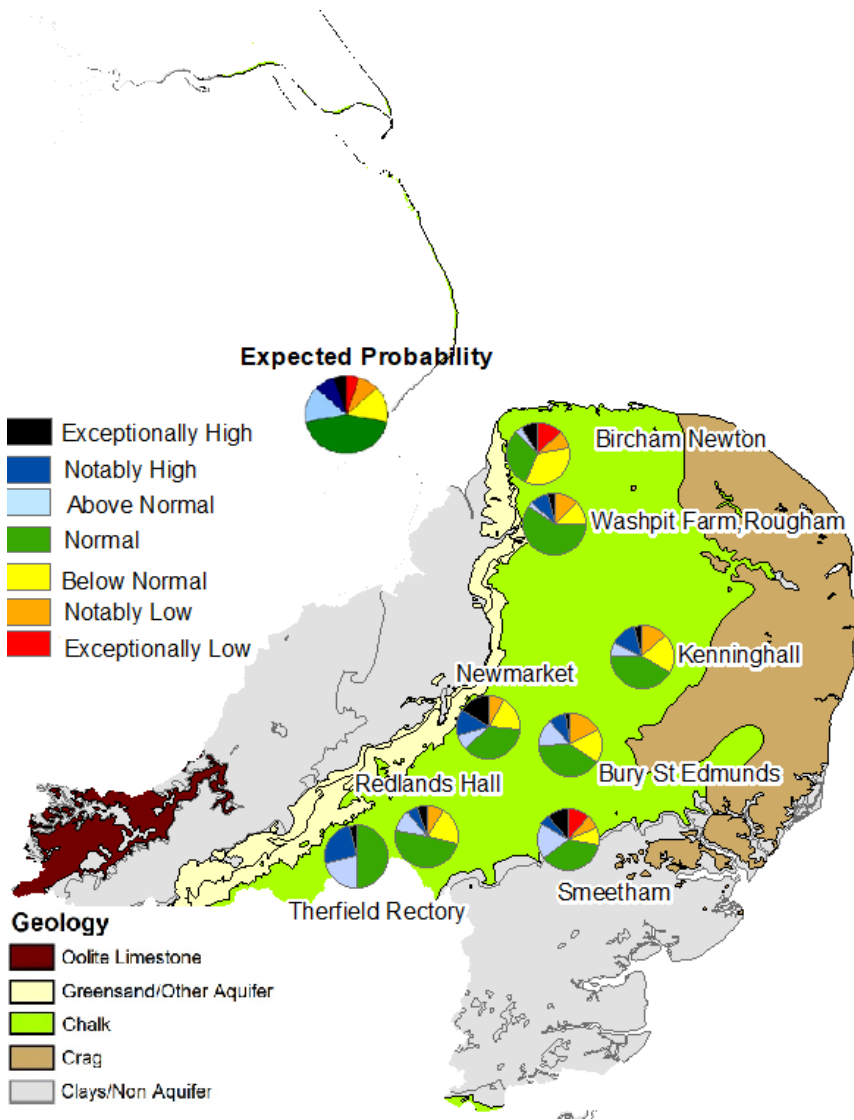 Expected Probability
Exceptionally High
Notably High
Above Normal
Normal
Below Normal
Notably Low
Exceptionally Low
Bircham Newton
Washpit Farm,Rougham
Kenninghall
Newmarket
Bury St Edmunds
Redlands Hall
Smeetham
Therfield Rectory
Geology
Oolite Limestone
Greensand/Other Aquifer
Chalk
Crag
Clays/Non Aquifer